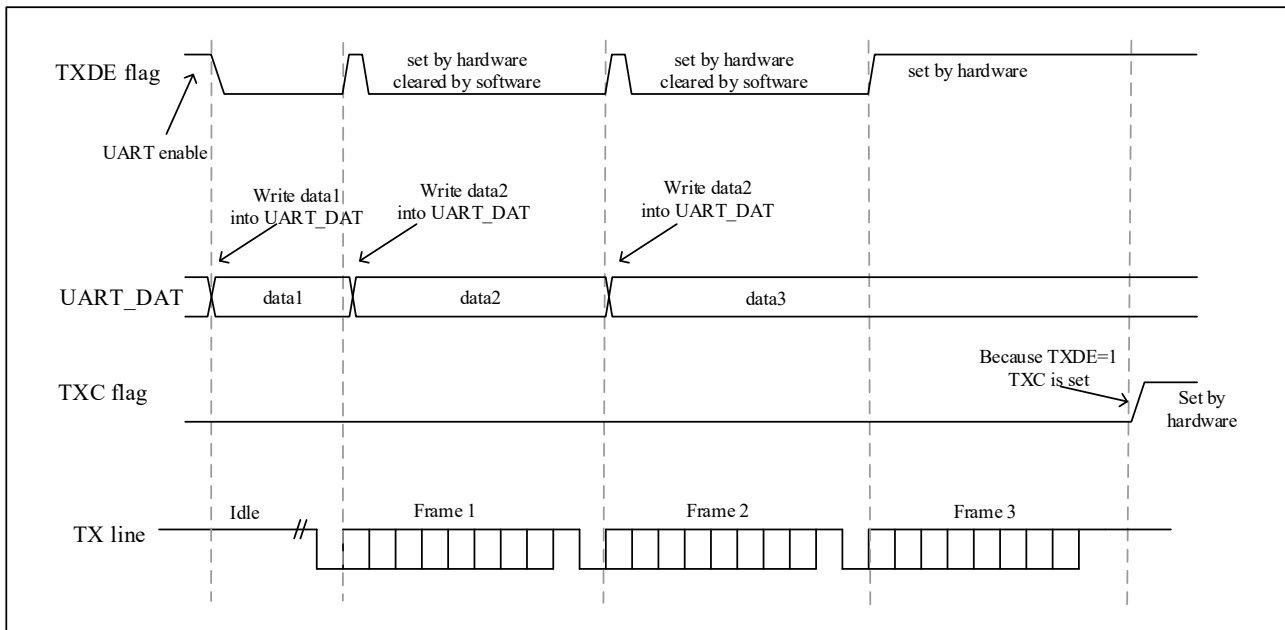 TXDE flag
set by hardware
cleared by software
set by hardware
cleared by software
set by hardware
UART enable
Write data1
into UART_DAT
Write data2
into UART_DAT
Write data2
into UART_DAT
UART_DAT
data1
data2
data3
Because TXDE=1
TXC is set
TXC flag
Set by
hardware
Idle
Frame 1
Frame 2
Frame 3
TX line